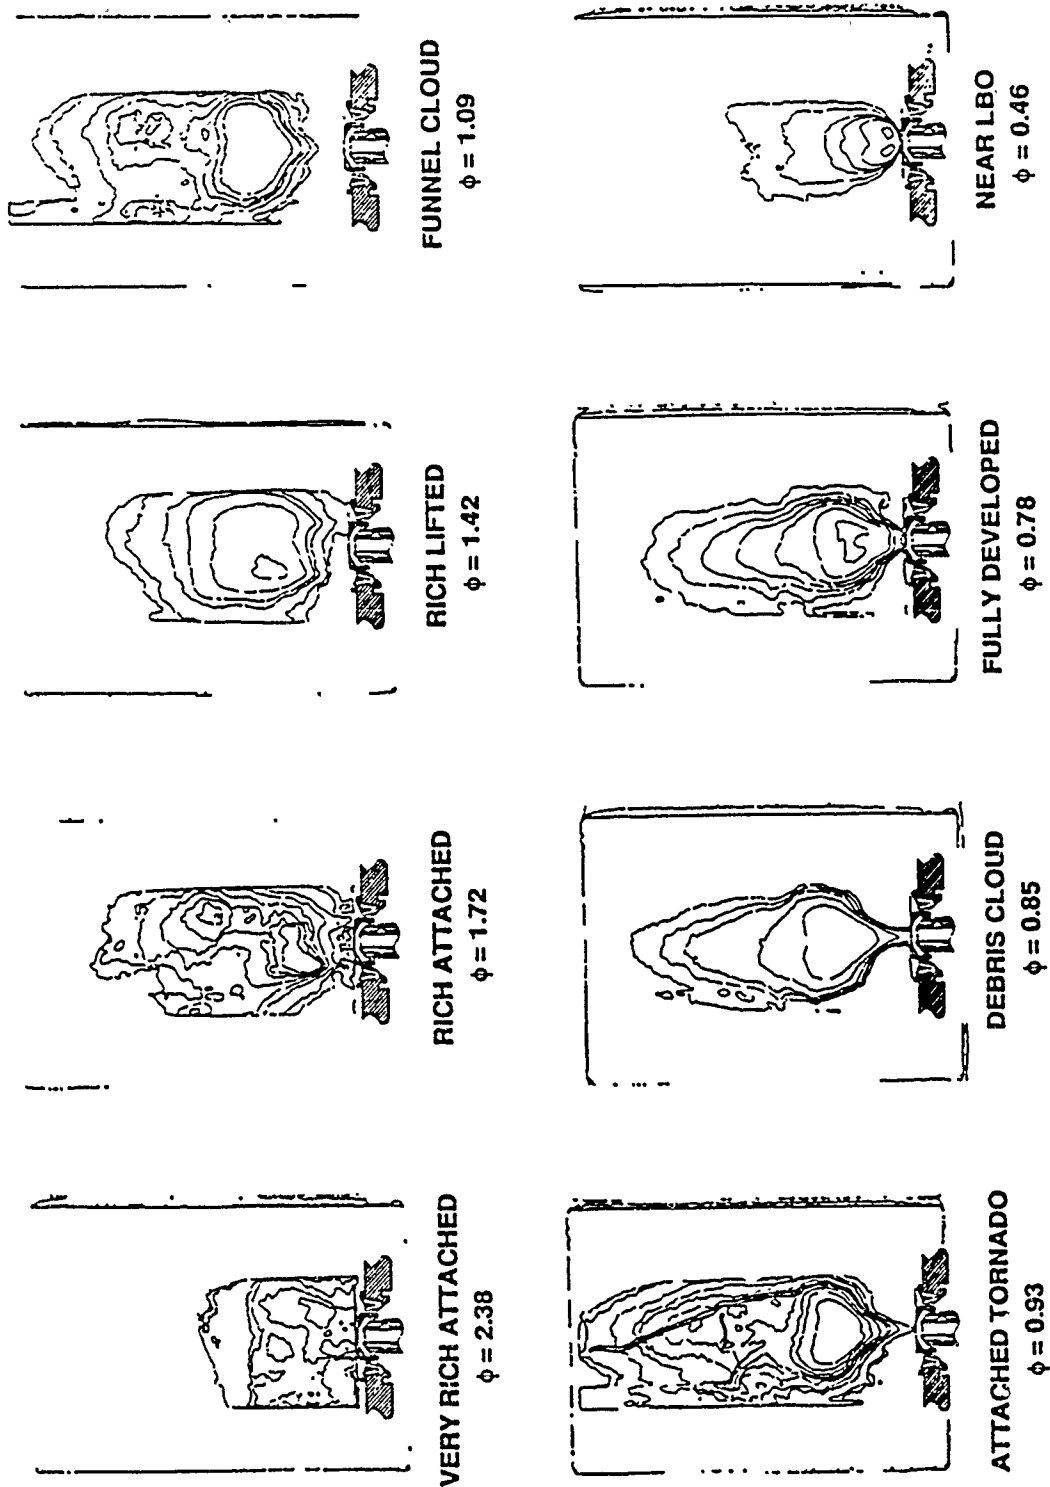 VERY RICH ATTACHED
ϕ = 2.38
RICH ATTACHED
ϕ = 1.72
RICH LIFTED
ϕ = 1.42
FUNNEL CLOUD
ϕ = 1.09
ATTACHED TORNADO
ϕ = 0.93
DEBRIS CLOUD
ϕ = 0.85
FULLY DEVELOPED
ϕ = 0.78
NEAR LBO
ϕ = 0.46